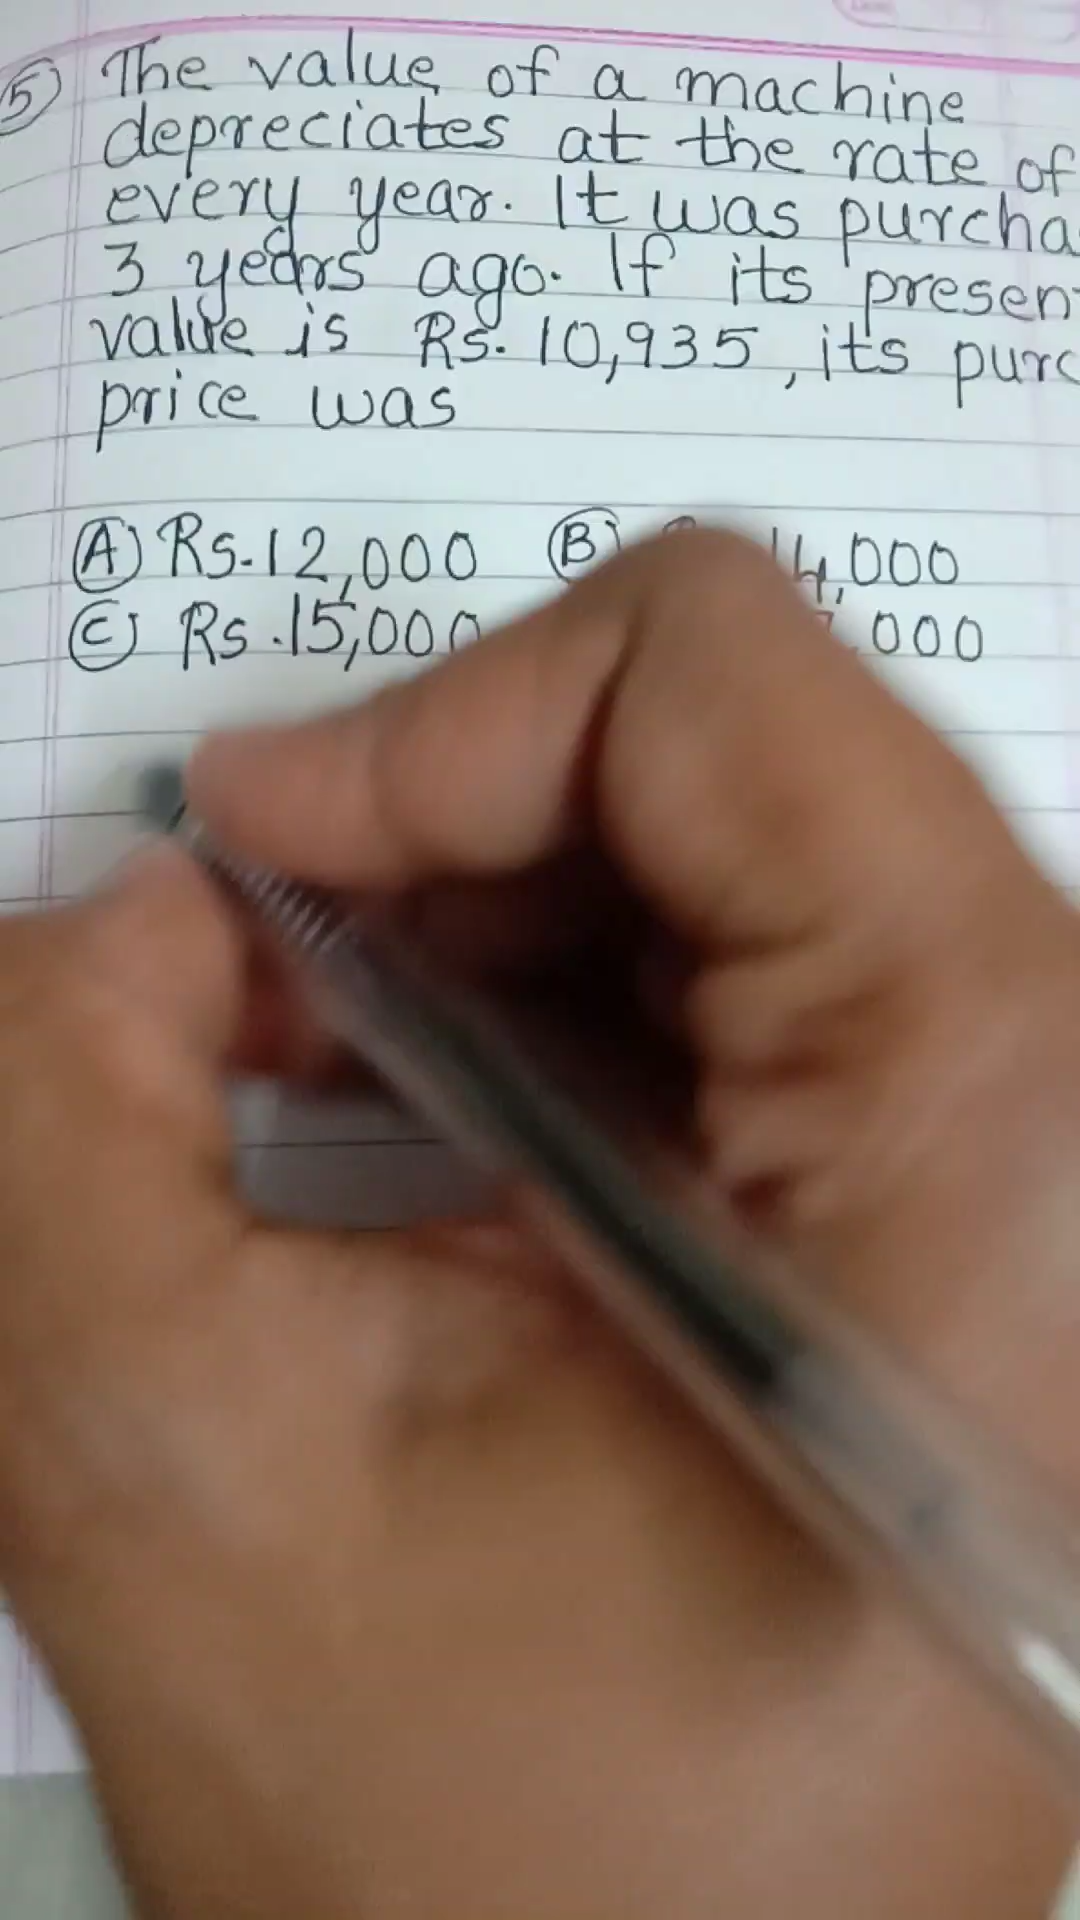 5 The value of a machine
depreciates at the rate of
every year. It was purcha
3 years ago. If its presen
value is Rs. 10,935, its purc
price was
(A) Rs. 12,000 (B) 14,000
(C) Rs. 15,000 ,000